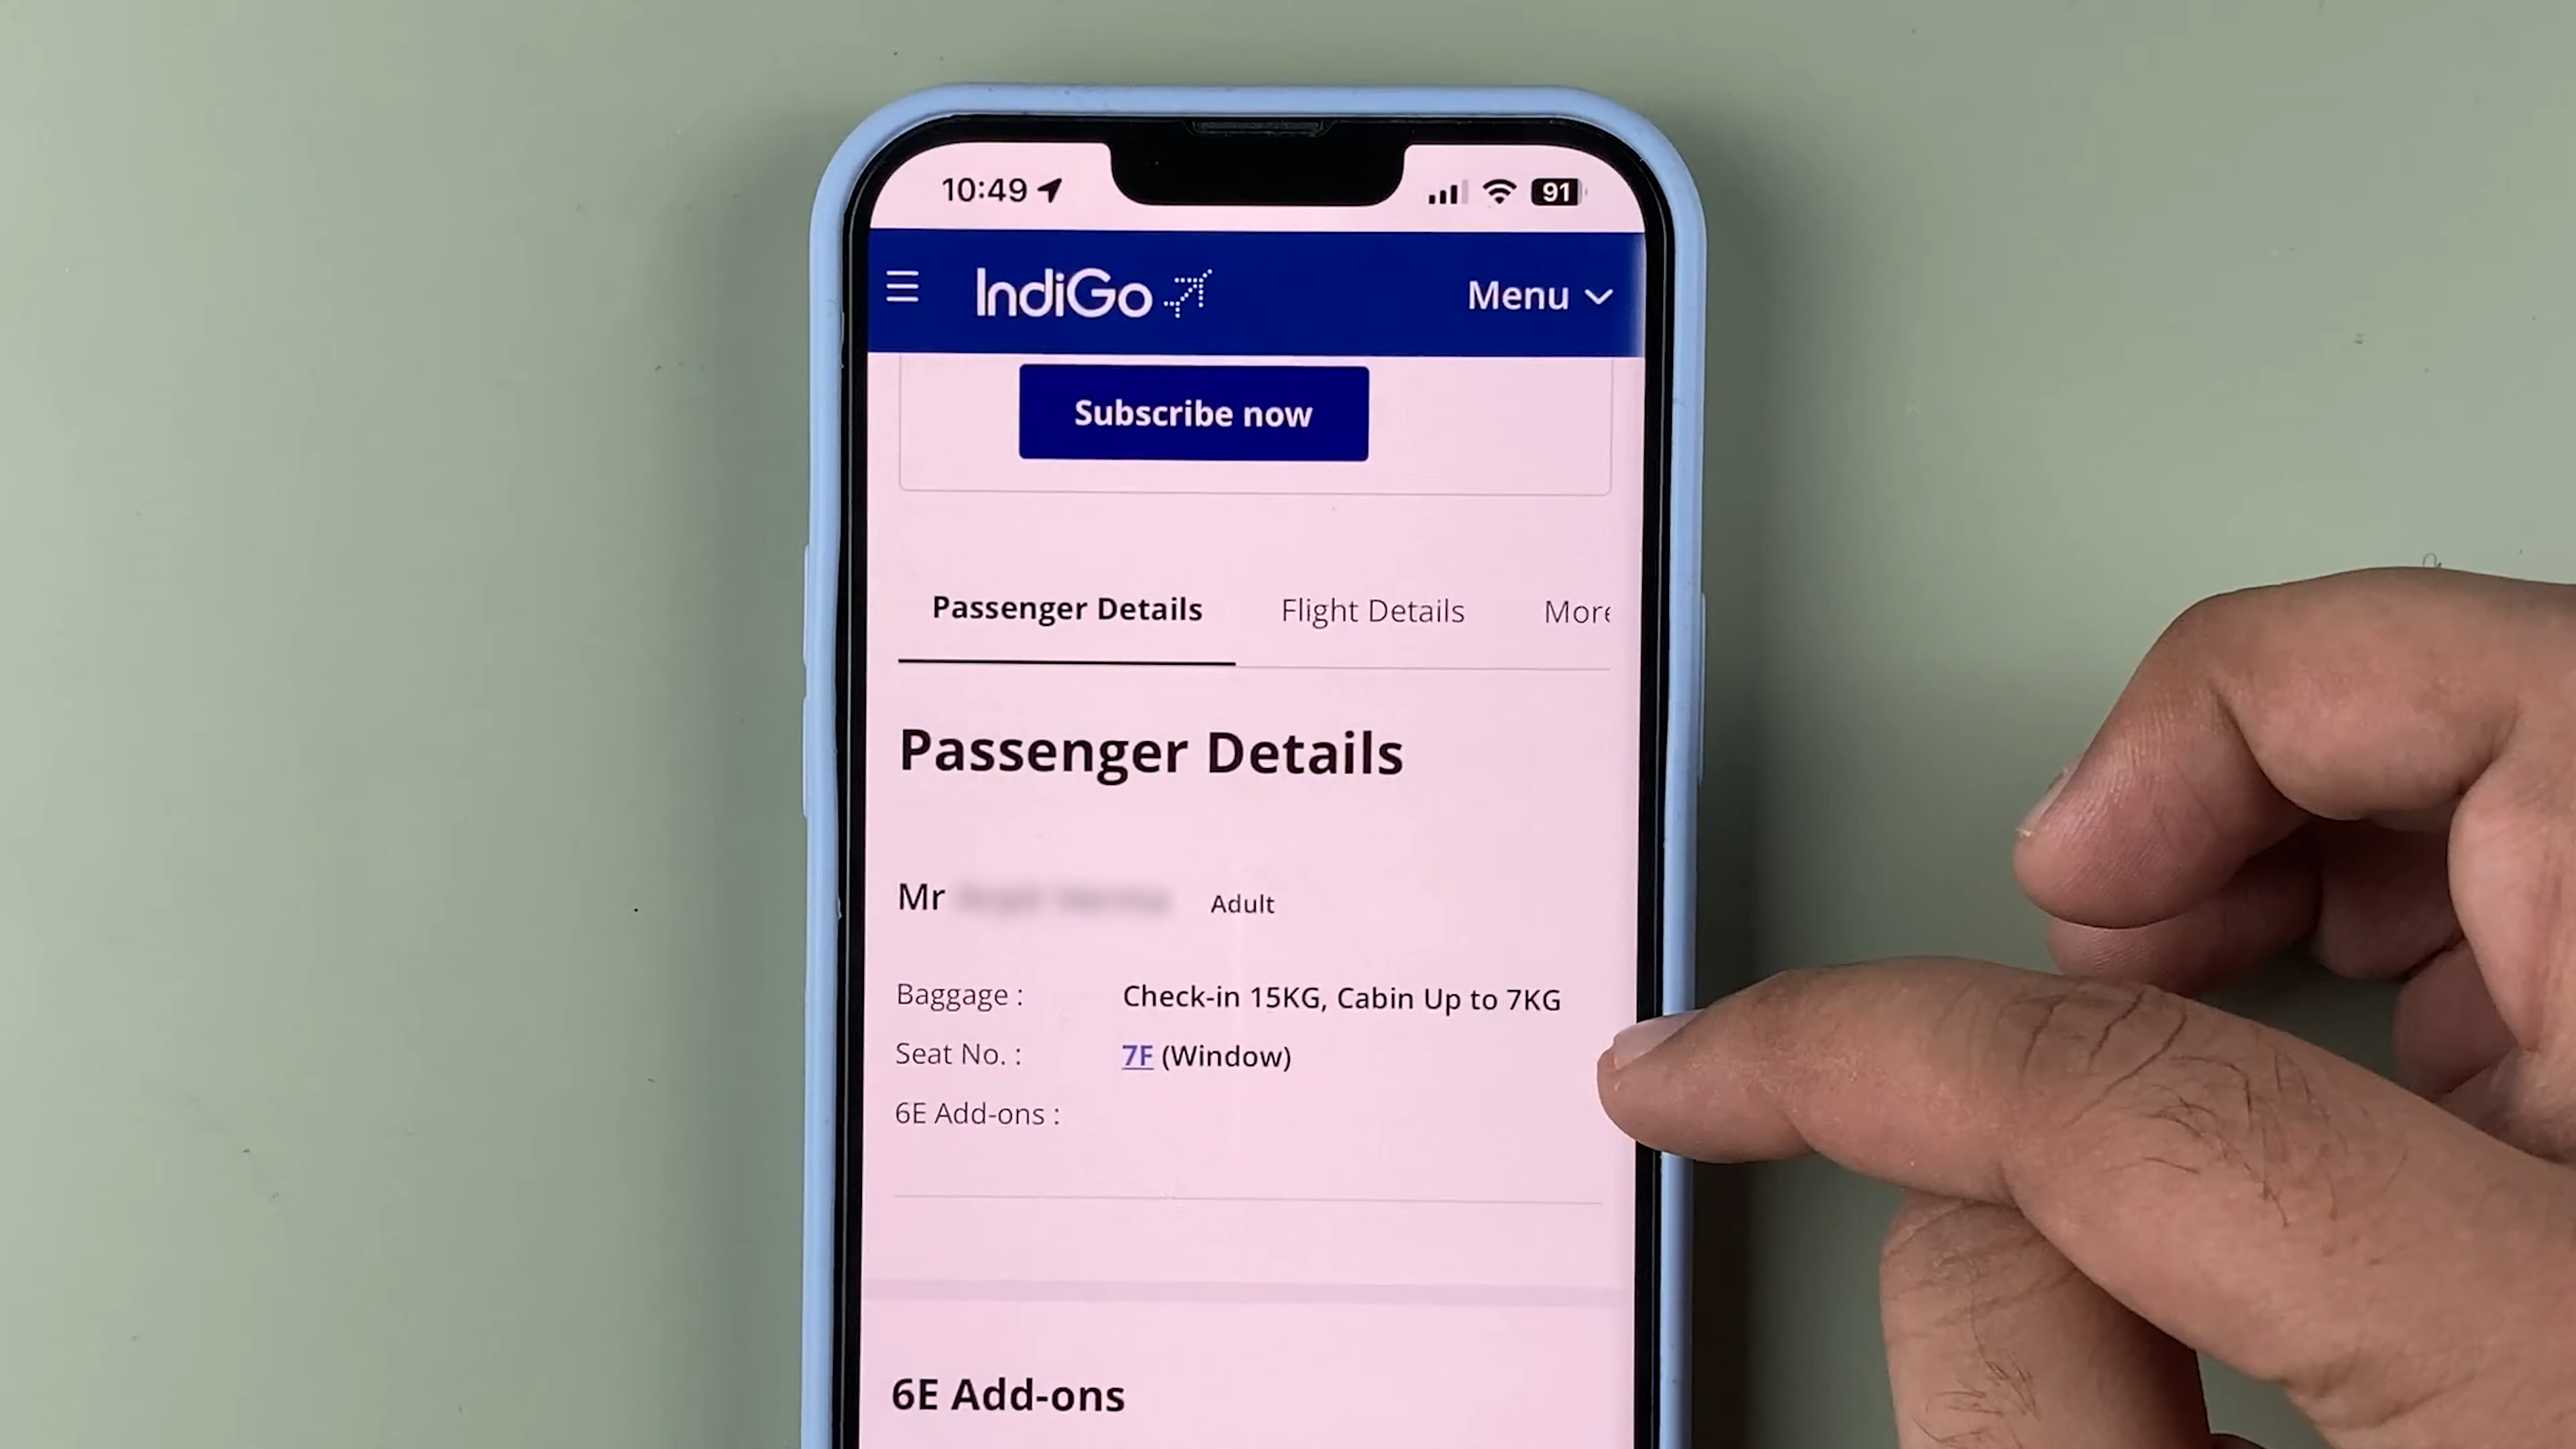 10:49
91
IndiGo
Menu
Subscribe now
Passenger Details Flight Details More
Passenger Details
Mr Adult
Baggage : Check-in 15KG, Cabin Up to 7KG
Seat No. : 7F (Window)
6E Add-ons :
6E Add-ons